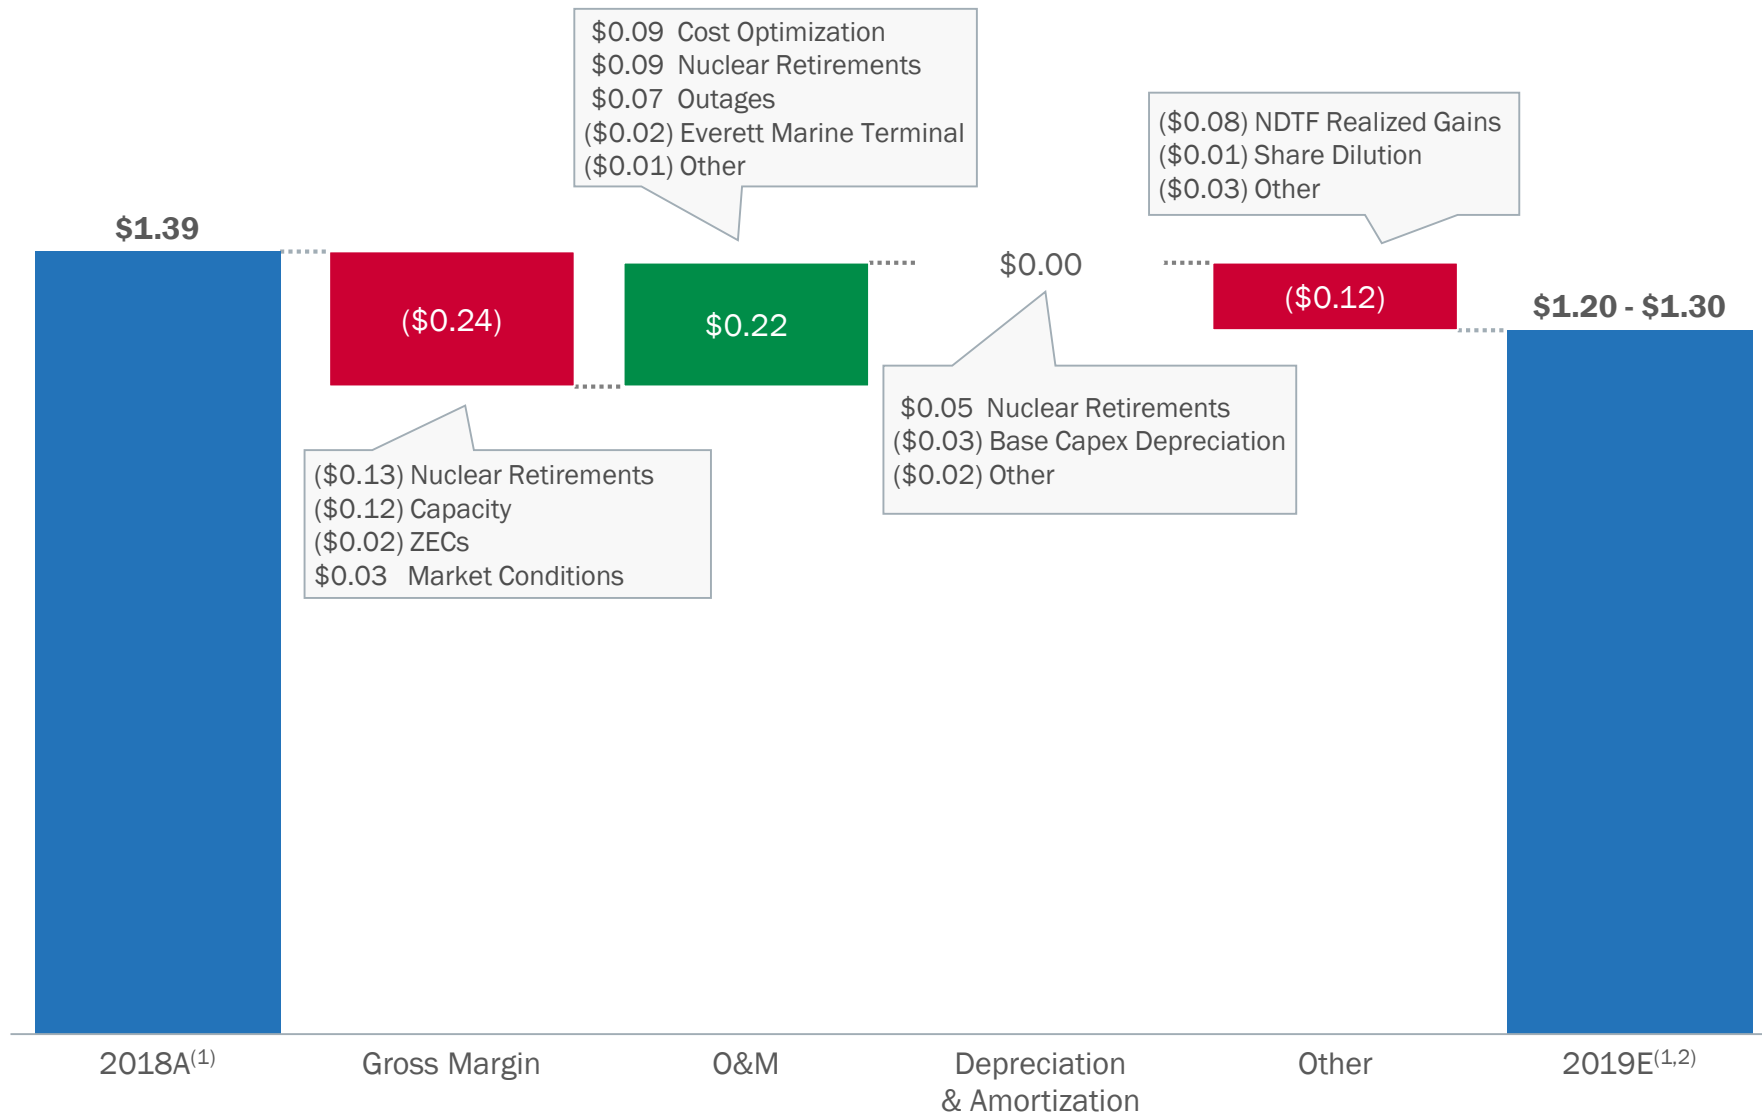 $0.09 Cost Optimization
$0.09 Nuclear Retirements
$0.07 Outages
($0.02) Everett Marine Terminal
($0.01) Other
($0.08) NDTF Realized Gains
($0.01) Share Dilution
($0.03) Other
$1.39
($0.24)
$0.22
$0.00
($0.12)
$1.20 - $1.30
($0.13) Nuclear Retirements
($0.12) Capacity
($0.02) ZECs
$0.03 Market Conditions
$0.05 Nuclear Retirements
($0.03) Base Capex Depreciation
($0.02) Other
2018A(1)
Gross Margin
O&M
Depreciation
& Amortization
Other
2019E(1,2)